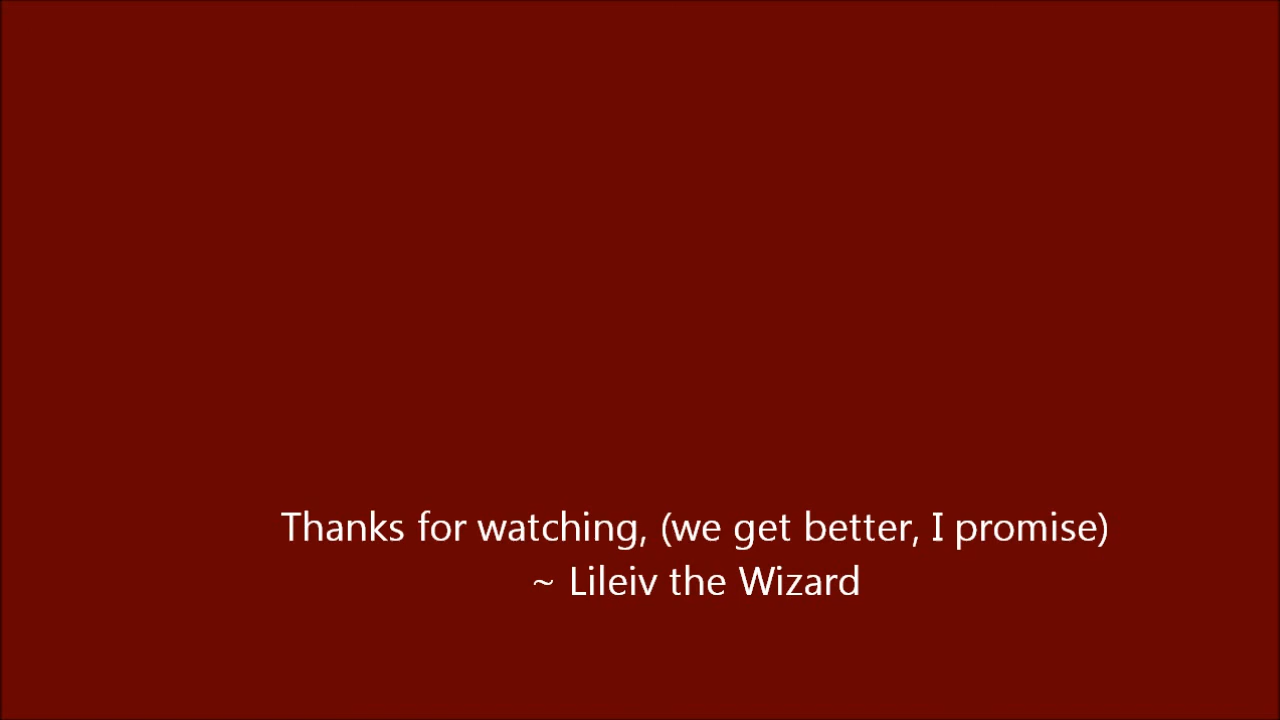 Thanks for watching, (we get better, I promise)
~ Lileiv the Wizard